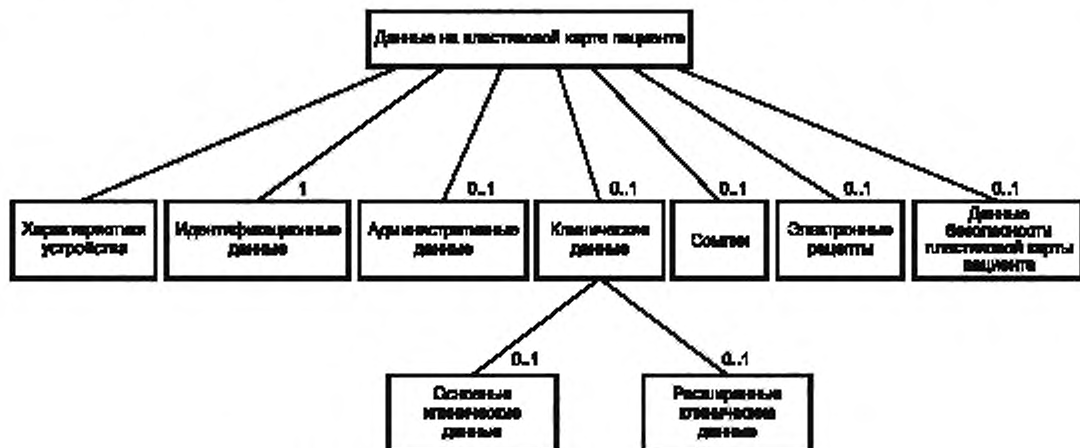 Данные на пластиковой карте пациента
1
0..1
0..1
0..1
0..1
0..1
Характеристики
устройства
Идентификационные
данные
Административные
данные
Клинические
данные
Ссылки
Электронные
рецепты
Данные
безопасности
пластиковой карты
пациента
0..1
0..1
Основные
клинические
данные
Расширенные
клинические
данные